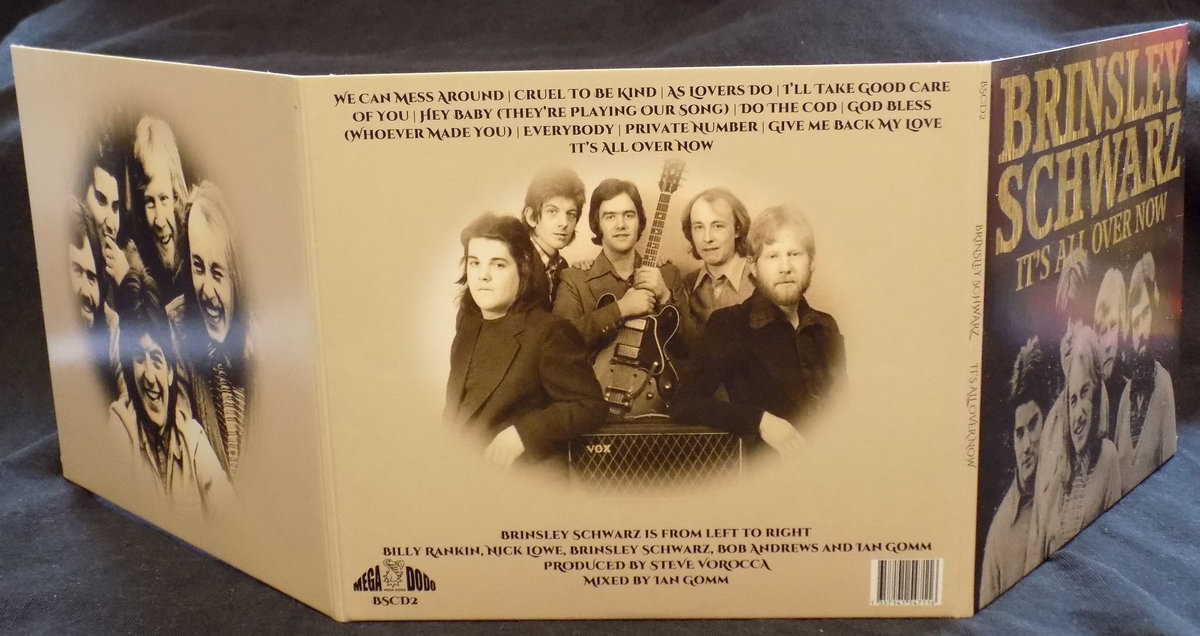 WE CAN MESS AROUND | CRUEL TO BE KIND | AS LOVERS DO | I'LL TAKE GOOD CARE
OF YOU | HEY BABY (THEY'RE PLAYING OUR SONG) | DO THE COD | GOD BLESS
(WHOEVER MADE YOU) | EVERYBODY | PRIVATE NUMBER | GIVE ME BACK MY LOVE
IT'S ALL OVER NOW
VOX
BRINSLEY SCHWARZ IS FROM LEFT TO RIGHT
BILLY RANKIN, NICK LOWE, BRINSLEY SCHWARZ, BOB ANDREWS AND IAN GOMM
PRODUCED BY STEVE VOROCCA
MIXED BY IAN GOMM
MEGA DODO
BSCD2
BSCD2
BRINSLEY SCHWARZ
IT'S ALL OVER NOW
BRINSLEY
SCHWARZ
IT'S ALL OVER NOW